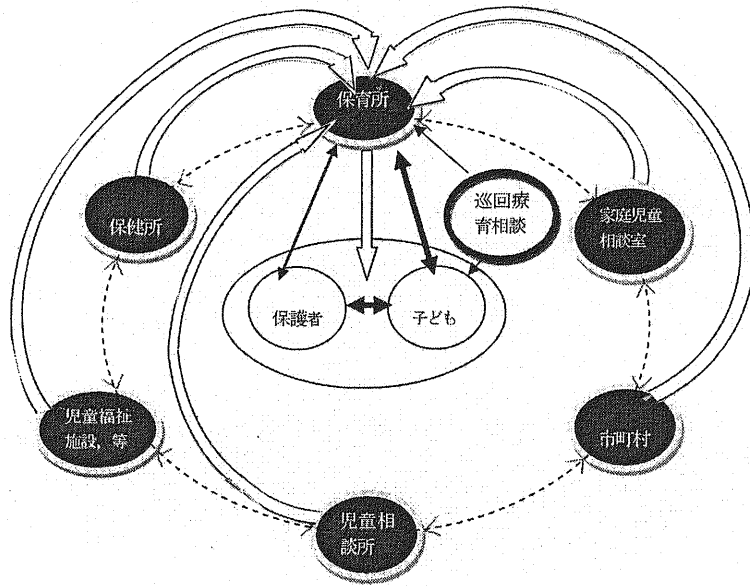 保育所
保健所
巡回療
育相談
家庭児童
相談室
保護者
子ども
児童福祉
施設，等
市町村
児童相
談所